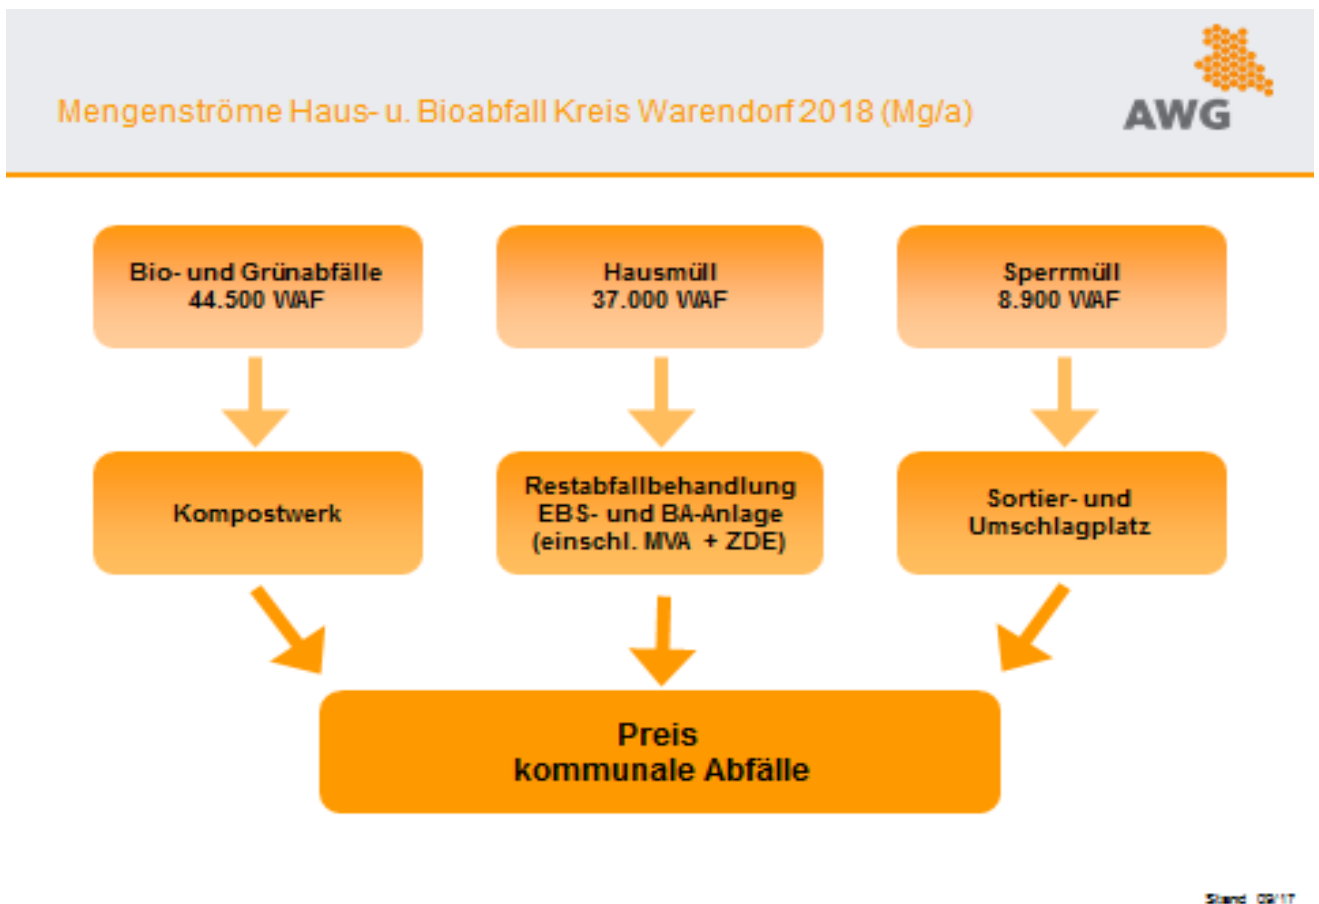 Mengenströme Haus- u. Bioabfall Kreis Warendorf 2018 (Mg/a)
AWG
Bio- und Grünabfälle
44.500 WAF
Hausmüll
37.000 WAF
Sperrmüll
8.900 WAF
Kompostwerk
Restabfallbehandlung
EBS- und BA-Anlage
(einschl. MVA + ZDE)
Sortier- und
Umschlagplatz
Preis
kommunale Abfälle
Stand 09/17